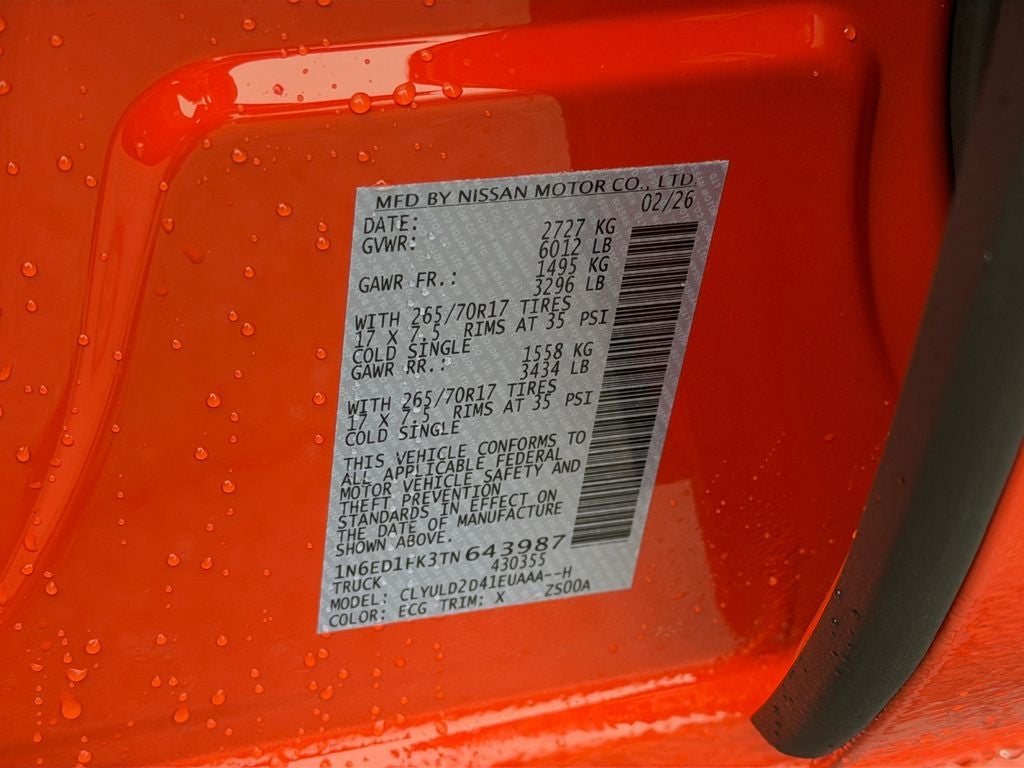 MFD BY NISSAN MOTOR CO., LTD.
DATE: 02/26
GVWR: 2727 KG
6012 LB
GAWR FR.: 1495 KG
3296 LB
WITH 265/70R17 TIRES
17 X 7.5 RIMS AT 35 PSI
COLD SINGLE
GAWR RR.: 1558 KG
3434 LB
WITH 265/70R17 TIRES
17 X 7.5 RIMS AT 35 PSI
COLD SINGLE
THIS VEHICLE CONFORMS TO
ALL APPLICABLE FEDERAL
MOTOR VEHICLE SAFETY AND
THEFT PREVENTION
STANDARDS IN EFFECT ON
THE DATE OF MANUFACTURE
SHOWN ABOVE.
1N6ED1FK3TN643987
TRUCK 430355
MODEL: CLYULD2D41EUAAA--H
COLOR: ECG TRIM: X ZS00A